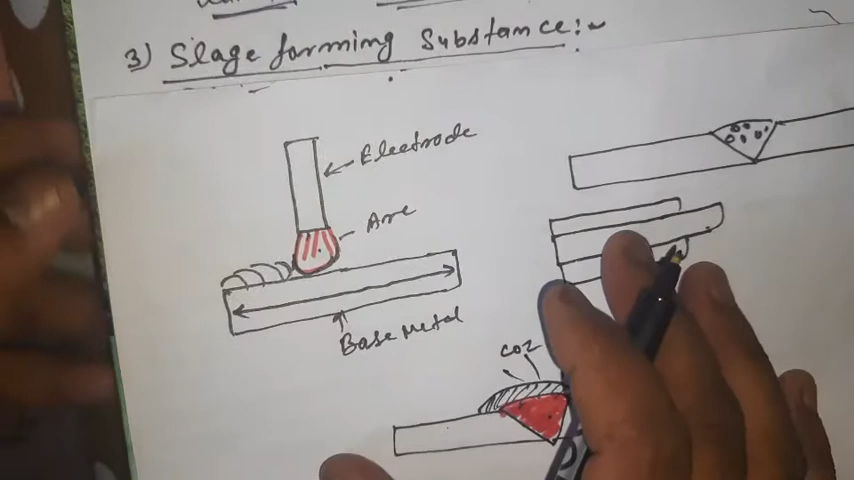 3) Slage forming Substance:~
Electrode
Arc
Base Metal
CO2